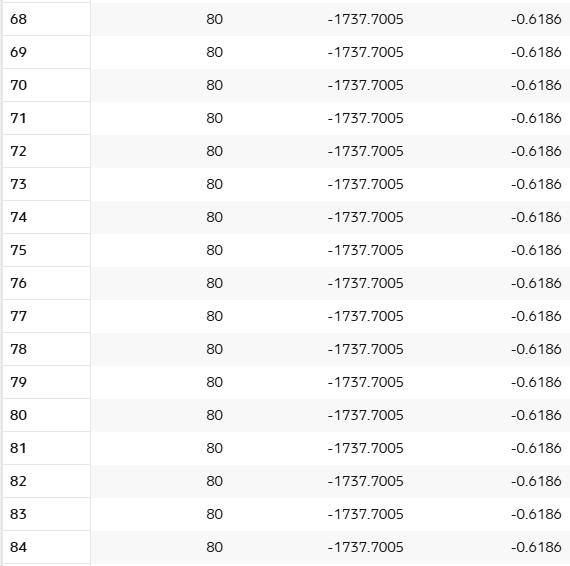 68 80 -1737.7005 -0.6186
69 80 -1737.7005 -0.6186
70 80 -1737.7005 -0.6186
71 80 -1737.7005 -0.6186
72 80 -1737.7005 -0.6186
73 80 -1737.7005 -0.6186
74 80 -1737.7005 -0.6186
75 80 -1737.7005 -0.6186
76 80 -1737.7005 -0.6186
77 80 -1737.7005 -0.6186
78 80 -1737.7005 -0.6186
79 80 -1737.7005 -0.6186
80 80 -1737.7005 -0.6186
81 80 -1737.7005 -0.6186
82 80 -1737.7005 -0.6186
83 80 -1737.7005 -0.6186
84 80 -1737.7005 -0.6186